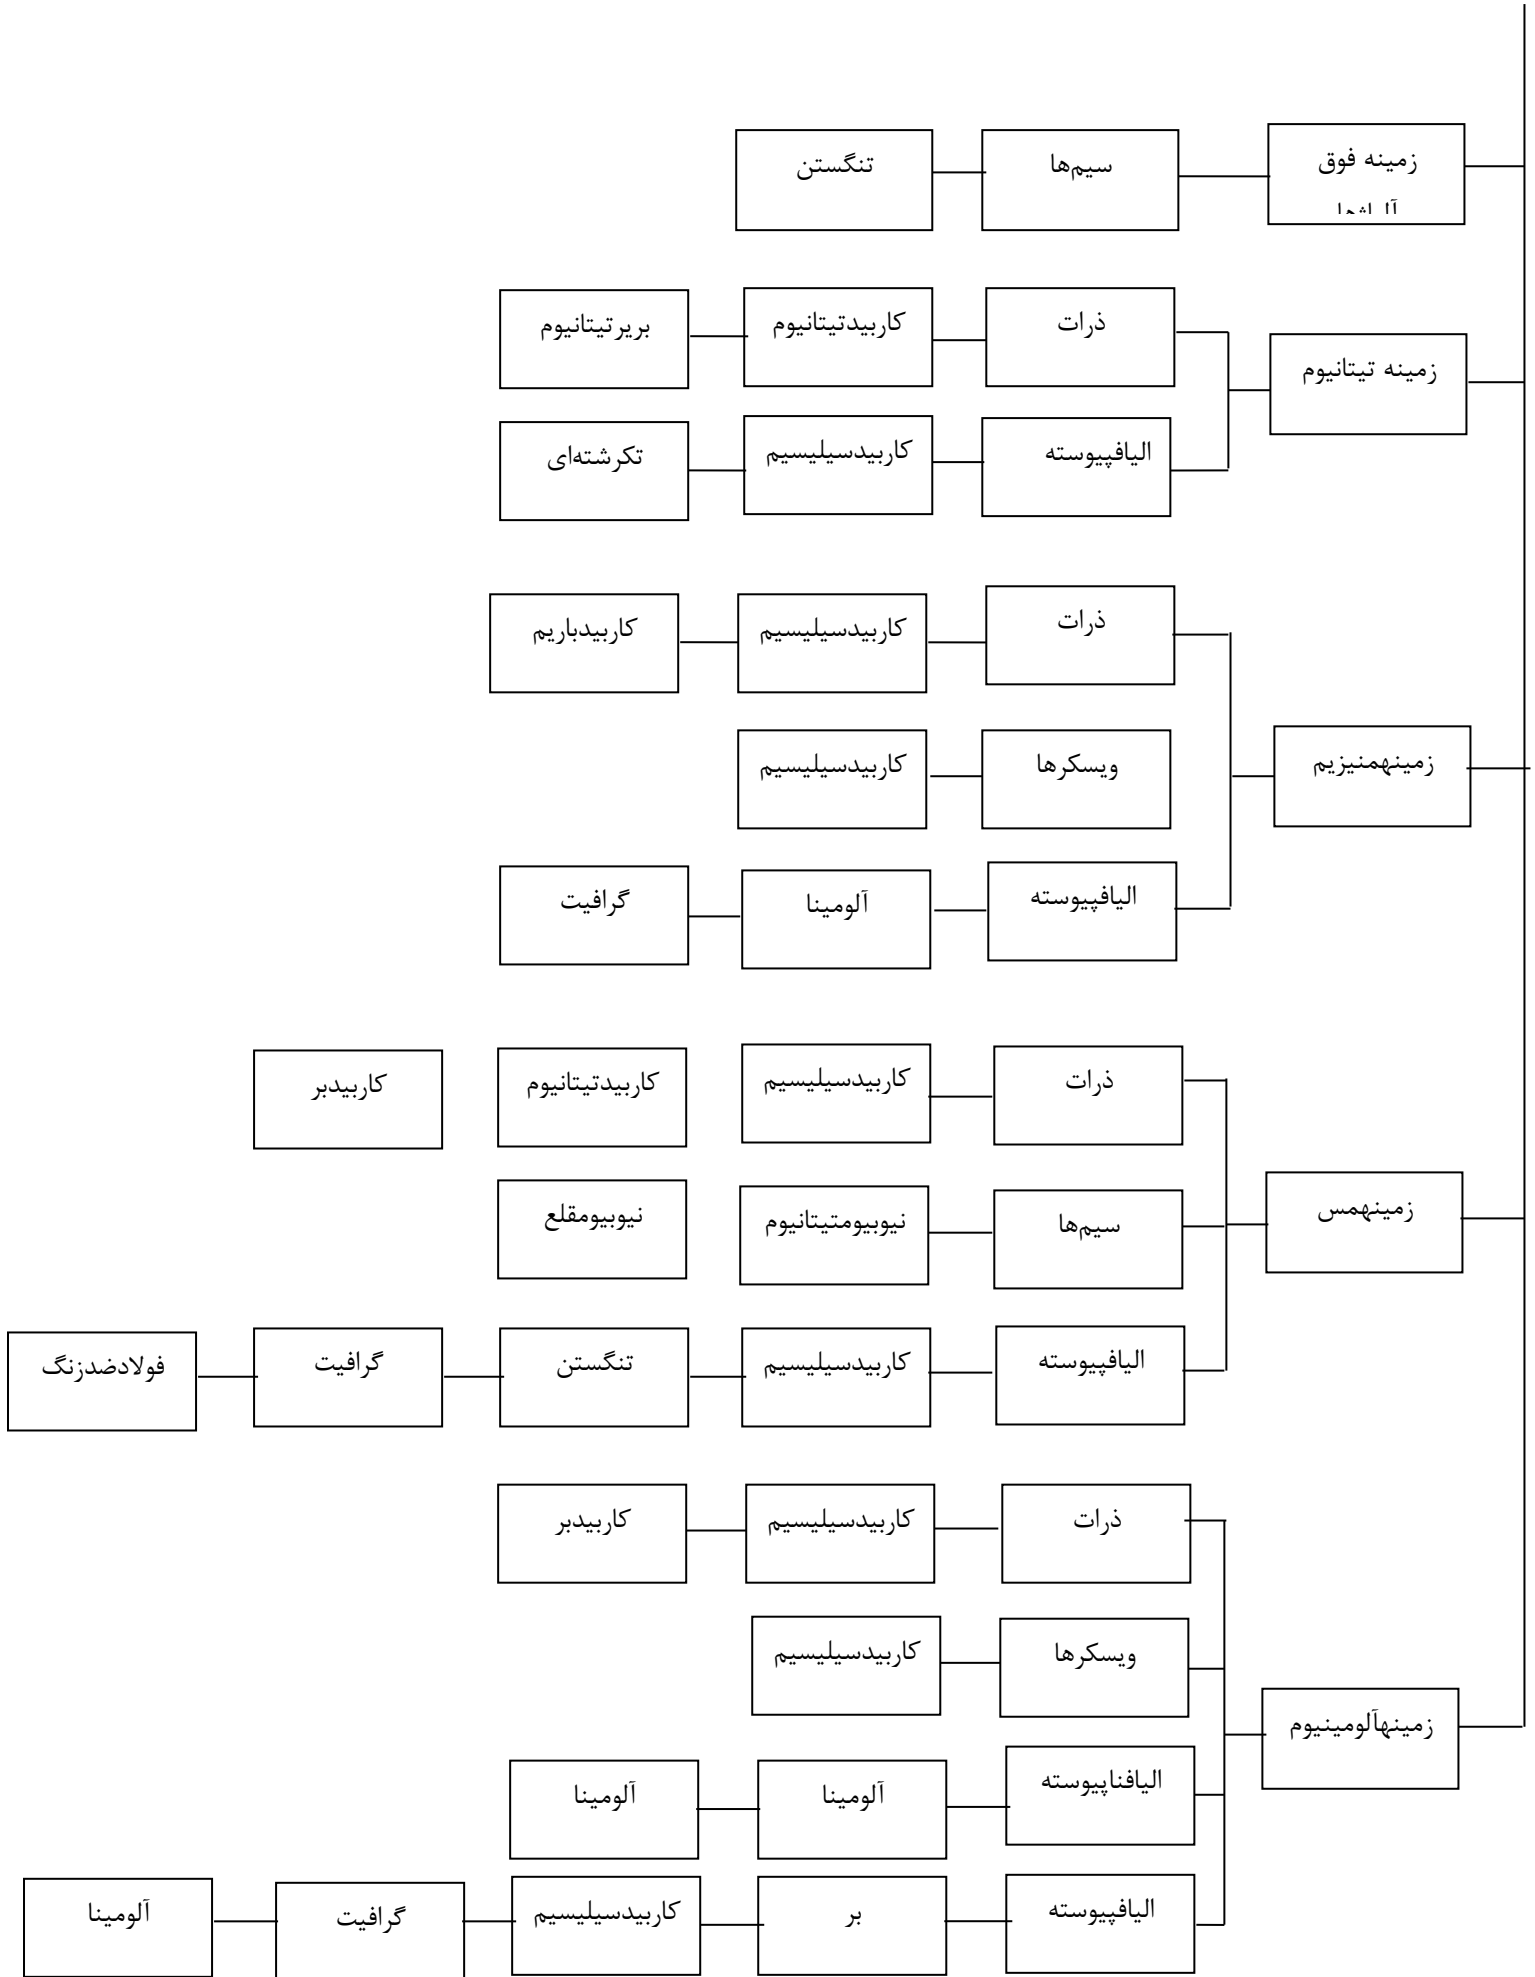 زمینه فوق
سیم‌ها
تنگستن
ذرات
کاربیدتیتانیوم
بریرتیتانیوم
زمینه تیتانیوم
الیافپیوسته
کاربیدسیلیسیم
تکرشته‌ای
ذرات
کاربیدسیلیسیم
کاربیدباریم
زمینهمنیزیم
ویسکرها
کاربیدسیلیسیم
الیافپیوسته
آلومینا
گرافیت
ذرات
کاربیدسیلیسیم
کاربیدتیتانیوم
کاربیدبر
زمینهمس
سیم‌ها
نیوبیومتیتانیوم
نیوبیومقلع
الیافپیوسته
کاربیدسیلیسیم
تنگستن
گرافیت
فولادضدزنگ
ذرات
کاربیدسیلیسیم
کاربیدبر
ویسکرها
کاربیدسیلیسیم
زمینهآلومینیوم
الیافناپیوسته
آلومینا
آلومینا
الیافپیوسته
بر
کاربیدسیلیسیم
گرافیت
آلومینا